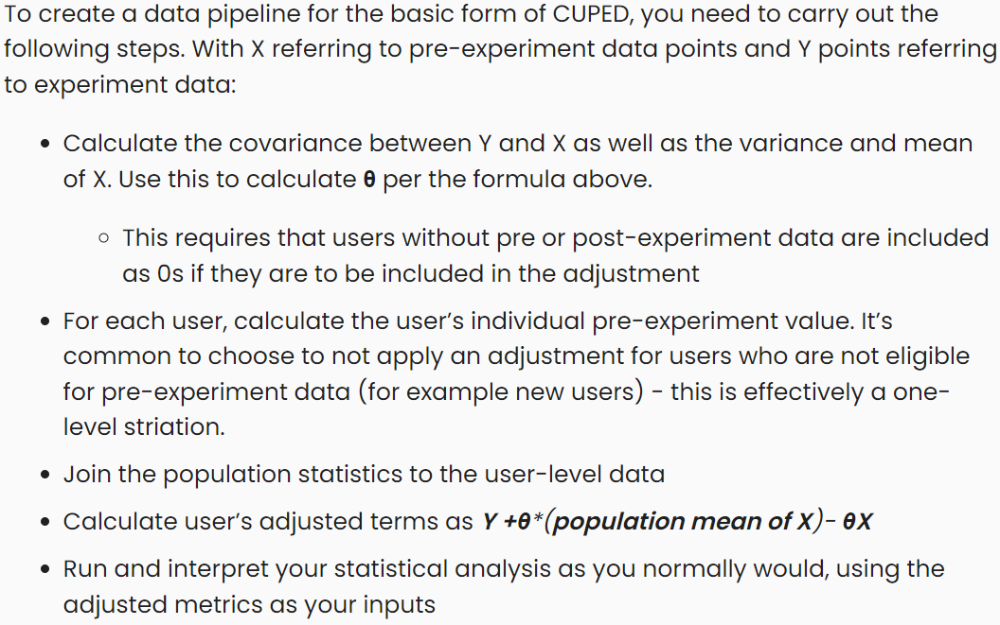 To create a data pipeline for the basic form of CUPED, you need to carry out the
following steps. With X referring to pre-experiment data points and Y points referring
to experiment data:
• Calculate the covariance between Y and X as well as the variance and mean
of X. Use this to calculate θ per the formula above.
○ This requires that users without pre or post-experiment data are included
as 0s if they are to be included in the adjustment
• For each user, calculate the user's individual pre-experiment value. It's
common to choose to not apply an adjustment for users who are not eligible
for pre-experiment data (for example new users) - this is effectively a one-
level striation.
• Join the population statistics to the user-level data
• Calculate user's adjusted terms as Y +θ*(population mean of X)- θX
• Run and interpret your statistical analysis as you normally would, using the
adjusted metrics as your inputs